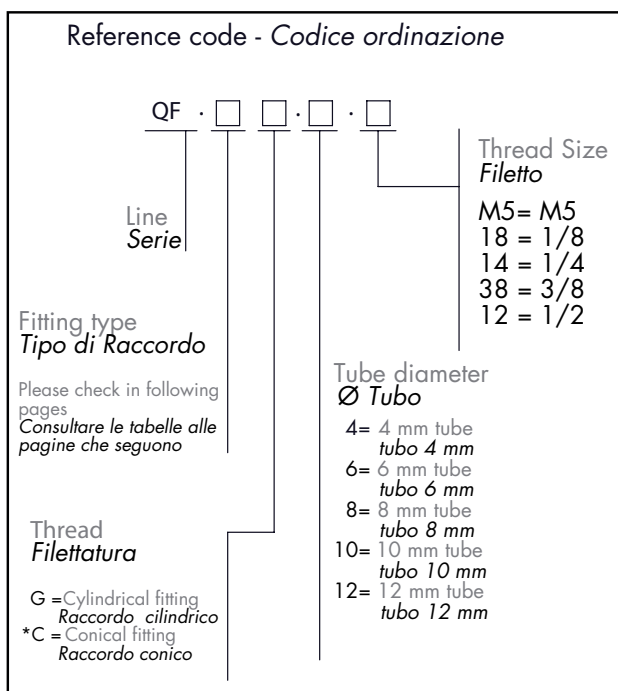 Reference code - Codice ordinazione
QF · □ □ · □ · □
Line
Serie
Fitting type
Tipo di Raccordo
Please check in following
pages
Consultare le tabelle alle
pagine che seguono
Thread
Filettatura
G =Cylindrical fitting
Raccordo cilindrico
*C = Conical fitting
Raccordo conico
Tube diameter
Ø Tubo
4= 4 mm tube
tubo 4 mm
6= 6 mm tube
tubo 6 mm
8= 8 mm tube
tubo 8 mm
10= 10 mm tube
tubo 10 mm
12= 12 mm tube
tubo 12 mm
Thread Size
Filetto
M5= M5
18 = 1/8
14 = 1/4
38 = 3/8
12 = 1/2